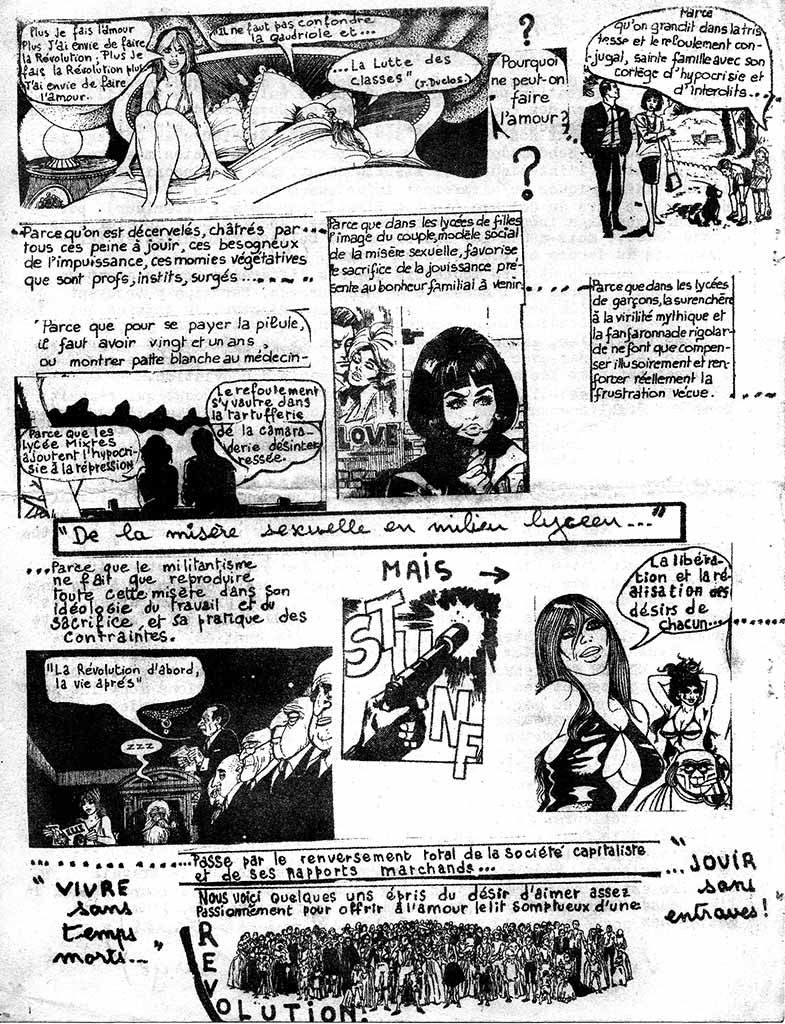 Plus je fais l'amour
Plus J'ai envie de faire
la Révolution, Plus Je
fais la Révolution plus
J'ai envie de faire
l'amour.
"Il ne faut pas confondre
la gaudriole et...
...La Lutte des
classes" (J. Duclos).
?
Pourquoi
ne peut-on
faire
l'amour?
?
Parce
qu'on grandit dans la tris
tesse et le refoulement con-
jugal, sainte famille avec son
cortège d'hypocrisie et
d'interdits...
Parce qu'on est décervelés, châtrés par
tous ces peine à jouir, ces besogneux
de l'impuissance, ces momies végétatives
que sont profs, instits, surgés...
Parce que dans les lycées de filles
l'image du couple, modèle social
de la misère sexuelle, favorise
le sacrifice de la jouissance pré-
sente au bonheur familial à venir.
Parce que dans les lycées
de garçons, la surenchère
à la virilité mythique et
la fanfaronnade rigolar-
de ne font que compen-
ser illusoirement et ren-
forcer réellement la
frustration vécue.
Parce que pour se payer la pilule,
il faut avoir vingt et un ans,
ou montrer patte blanche au médecin-
Parce que les
lycée Mixtes
ajoutent l'hypocri-
sie à la répression
Le refoulement
s'y vautre dans
la tartufferie
de la camara-
derie désinté-
ressée.
LOVE
"De la misère sexuelle en milieu lycéen..."
...Parce que le militantisme
ne fait que reproduire
toute cette misère dans son
idéologie du travail et du
sacrifice, et sa pratique des
contraintes.
MAIS →
"La Révolution d'abord,
la vie après"
zzz
STUNF
La libéra-
tion et la ré-
alisation des
désirs de
chacun...
...Passe par le renversement total de la société capitaliste
et de ses rapports marchands...
"VIVRE
sans
temps
morts..."
Nous voici quelques uns épris du désir d'aimer assez
Passionnément pour offrir à l'amour le lit somptueux d'une
REVOLUTION.
"...JOUIR
sans
entraves!"